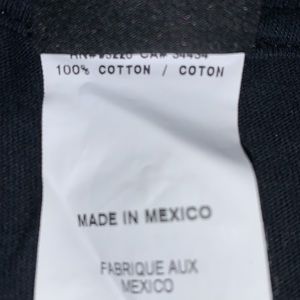 100% COTTON / COTON
MADE IN MEXICO
FABRIQUE AUX
MEXICO